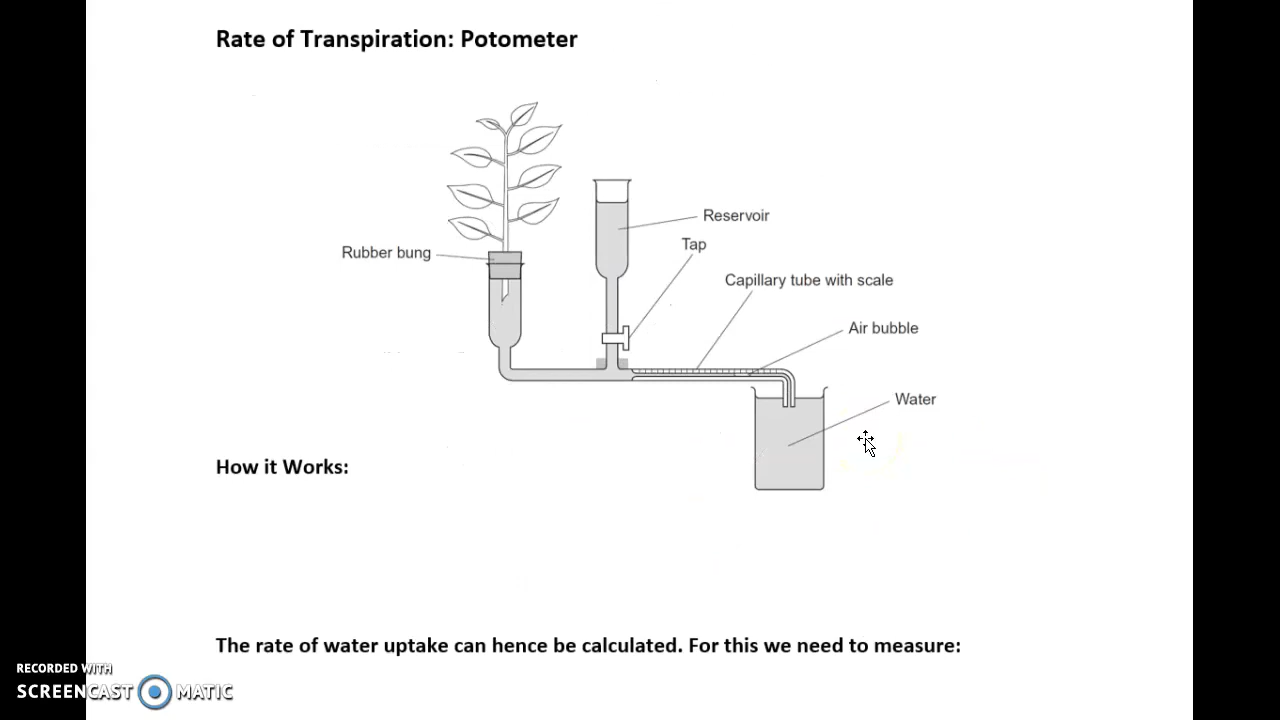 Rate of Transpiration: Potometer
Reservoir
Tap
Rubber bung
Capillary tube with scale
Air bubble
Water
How it Works:
The rate of water uptake can hence be calculated. For this we need to measure:
RECORDED WITH
SCREENCAST MATIC